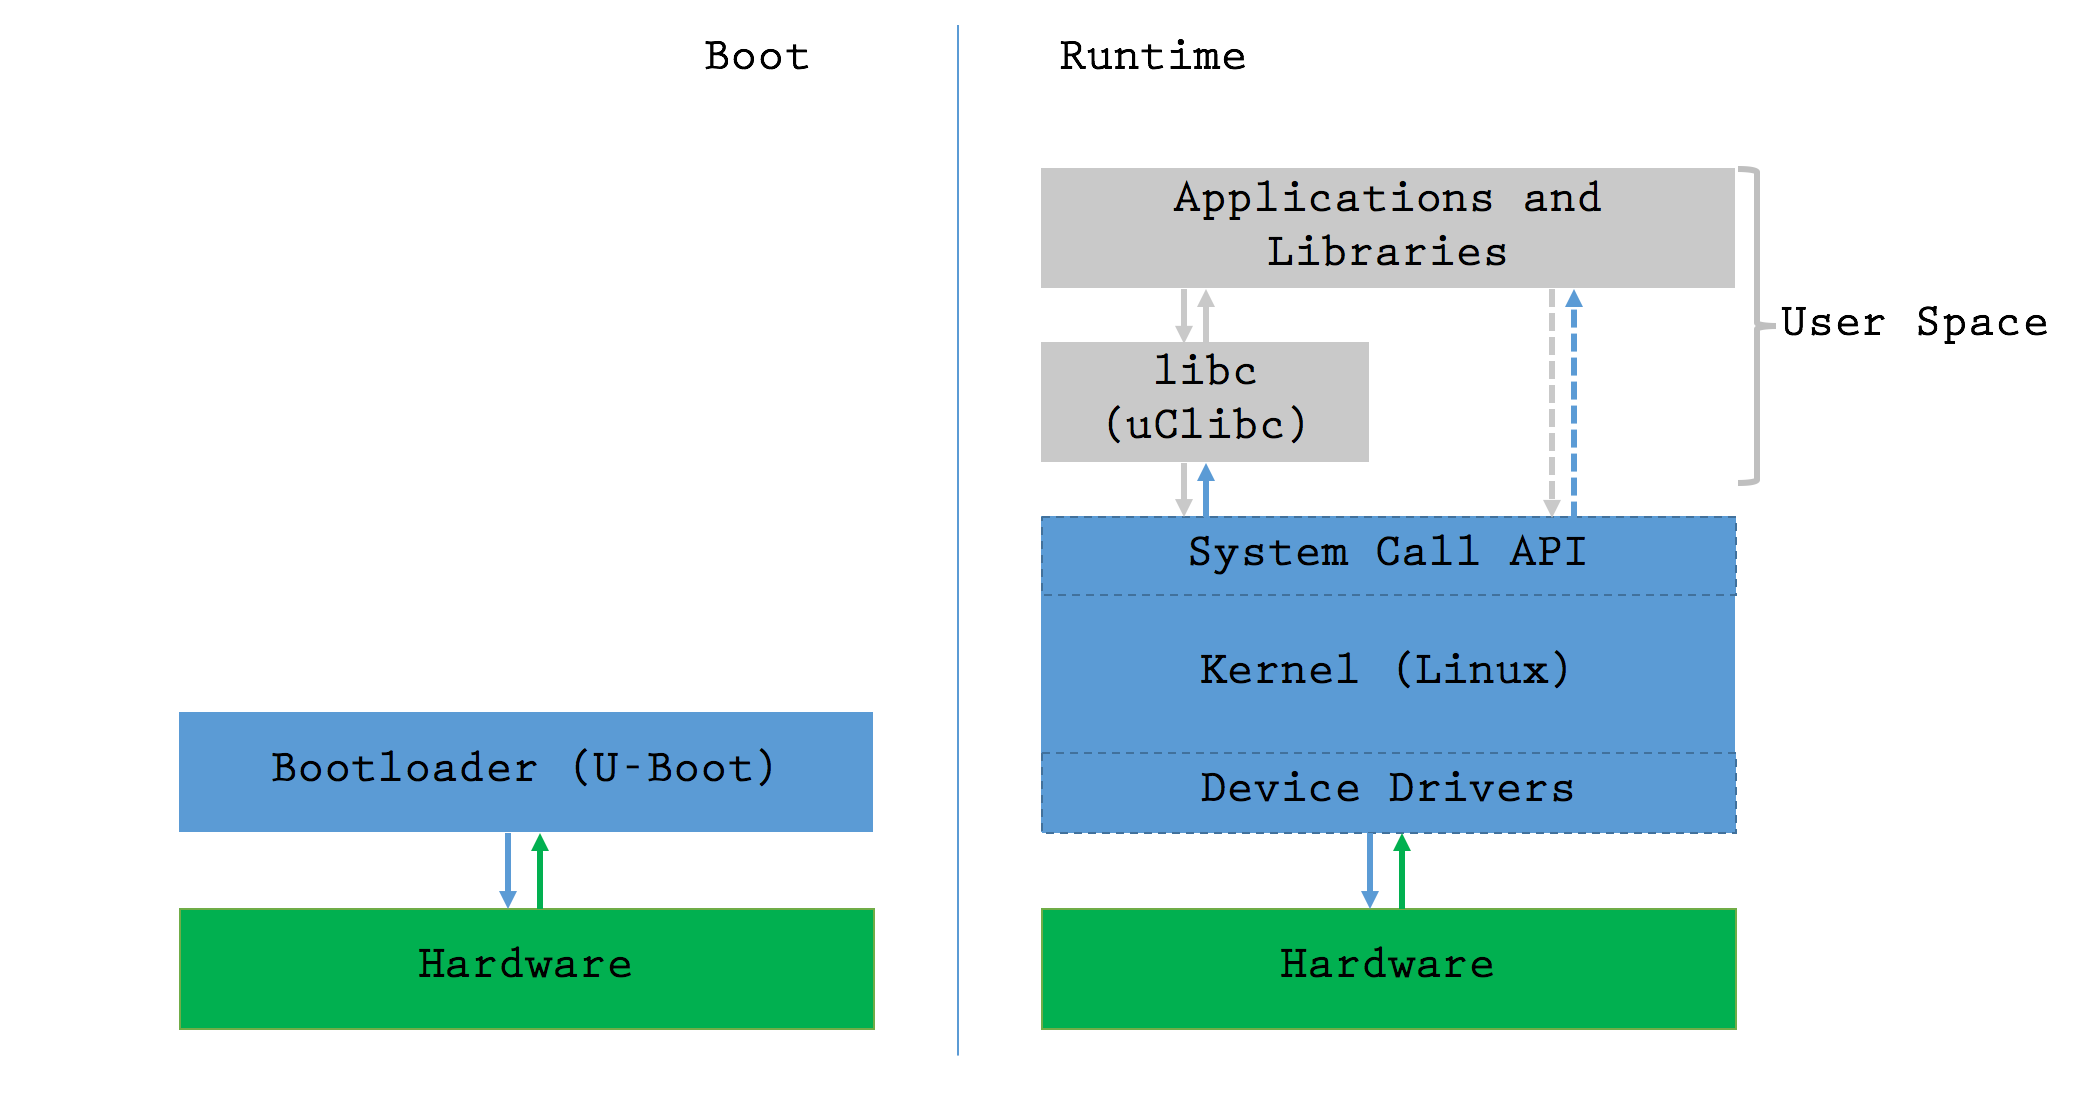 Boot
Runtime
Applications and
Libraries
User Space
libc
(uClibc)
System Call API
Kernel (Linux)
Bootloader (U-Boot)
Device Drivers
Hardware
Hardware